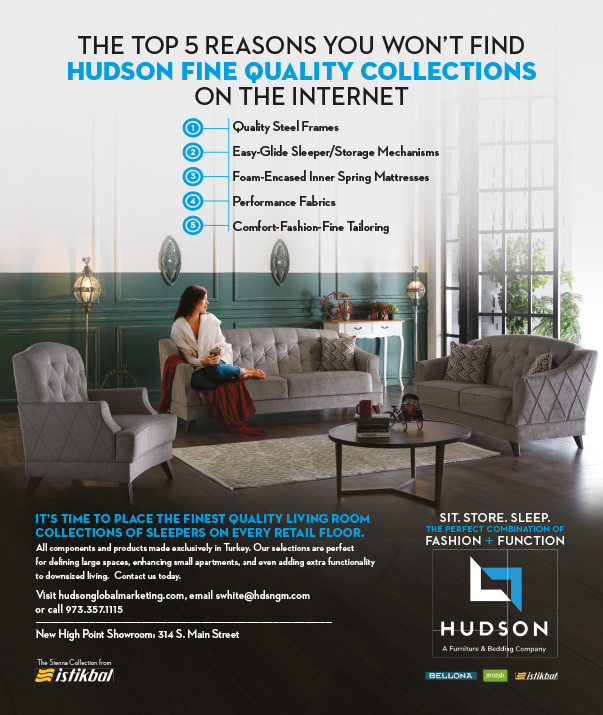 THE TOP 5 REASONS YOU WON'T FIND
HUDSON FINE QUALITY COLLECTIONS
ON THE INTERNET
1 Quality Steel Frames
2 Easy-Glide Sleeper/Storage Mechanisms
3 Foam-Encased Inner Spring Mattresses
4 Performance Fabrics
5 Comfort-Fashion-Fine Tailoring
IT'S TIME TO PLACE THE FINEST QUALITY LIVING ROOM
COLLECTIONS OF SLEEPERS ON EVERY RETAIL FLOOR.
All components and products made exclusively in Turkey. Our selections are perfect
for defining large spaces, enhancing small apartments, and even adding extra functionality
to downsized living. Contact us today.
Visit hudsonglobalmarketing.com, email swhite@hdsngm.com
or call 973.357.1115
New High Point Showroom: 314 S. Main Street
The Sienna Collection from
istikbal
SIT. STORE. SLEEP.
THE PERFECT COMBINATION OF
FASHION + FUNCTION
HUDSON
A Furniture & Bedding Company
BELLONA mondi istikbal